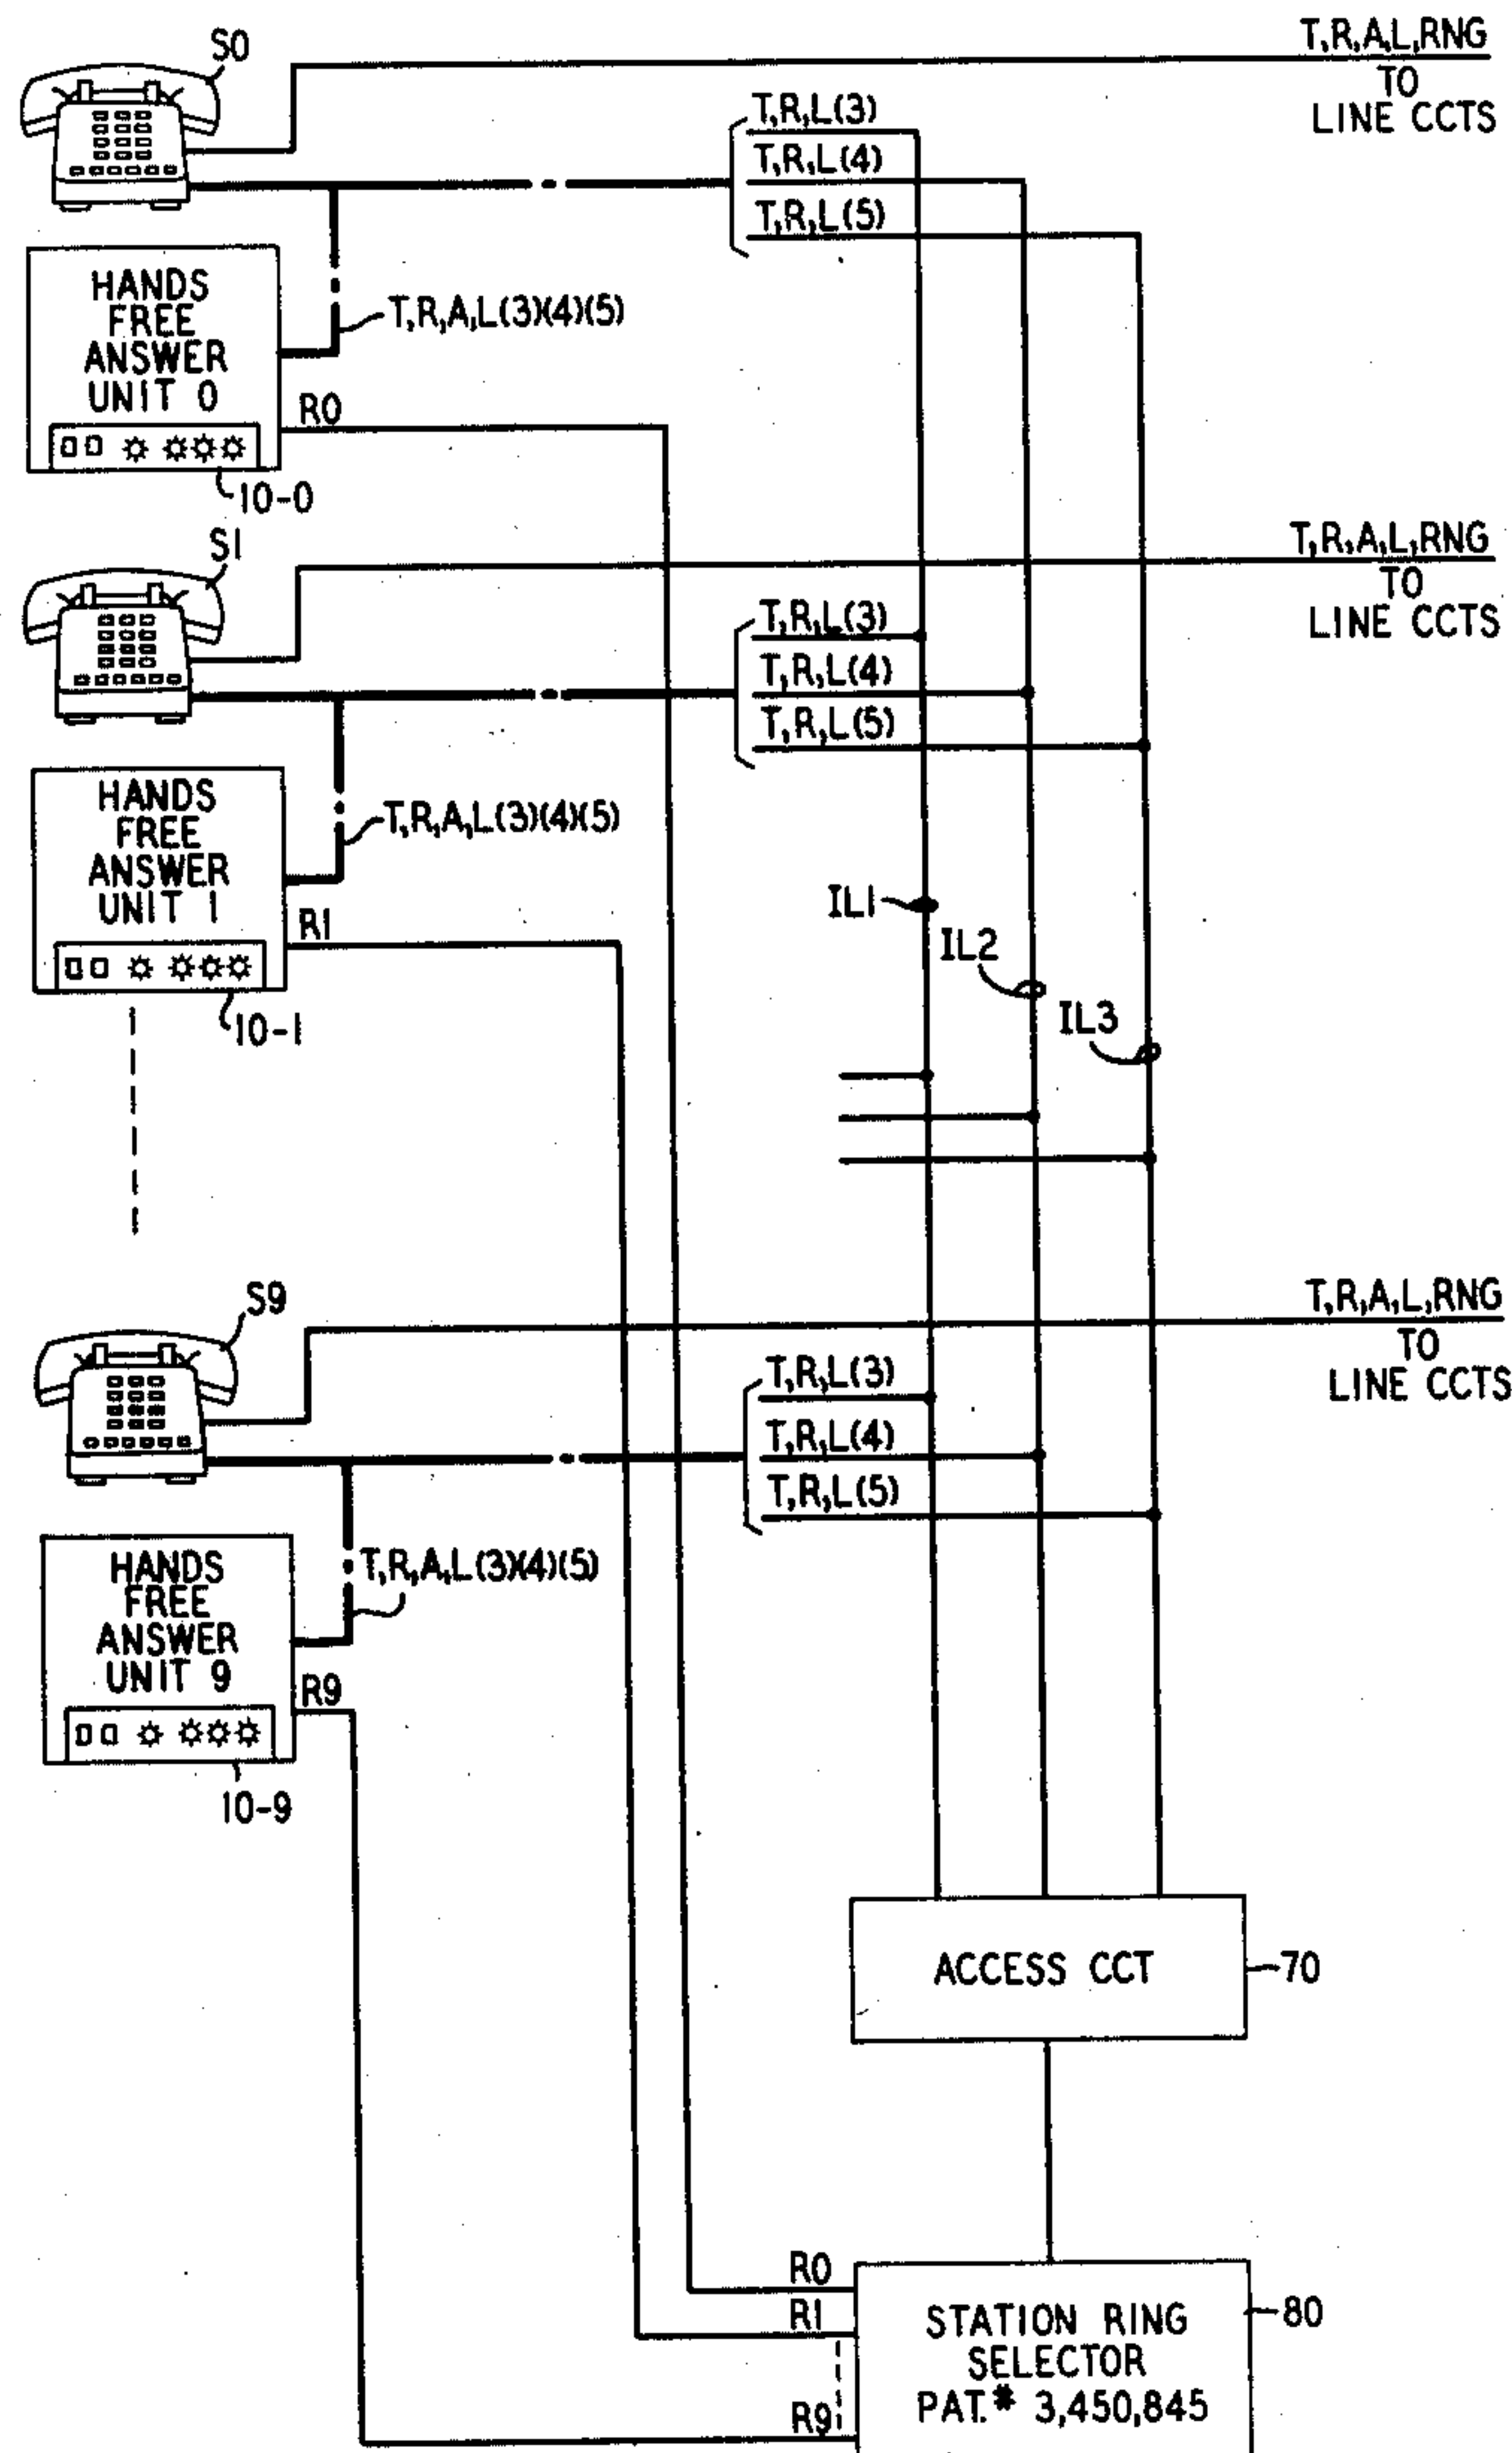 S0
T,R,A,L,RNG
TO
LINE CCTS
T,R,L(3)
T,R,L(4)
T,R,L(5)
HANDS
FREE
ANSWER
UNIT 0
T,R,A,L(3)(4)(5)
R0
10-0
S1
T,R,A,L,RNG
TO
LINE CCTS
T,R,L(3)
T,R,L(4)
T,R,L(5)
HANDS
FREE
ANSWER
UNIT 1
T,R,A,L(3)(4)(5)
R1
10-1
IL1
IL2
IL3
S9
T,R,A,L,RNG
TO
LINE CCTS
T,R,L(3)
T,R,L(4)
T,R,L(5)
HANDS
FREE
ANSWER
UNIT 9
T,R,A,L(3)(4)(5)
R9
10-9
ACCESS CCT
70
R0
R1
R9
STATION RING
SELECTOR
PAT.# 3,450,845
80